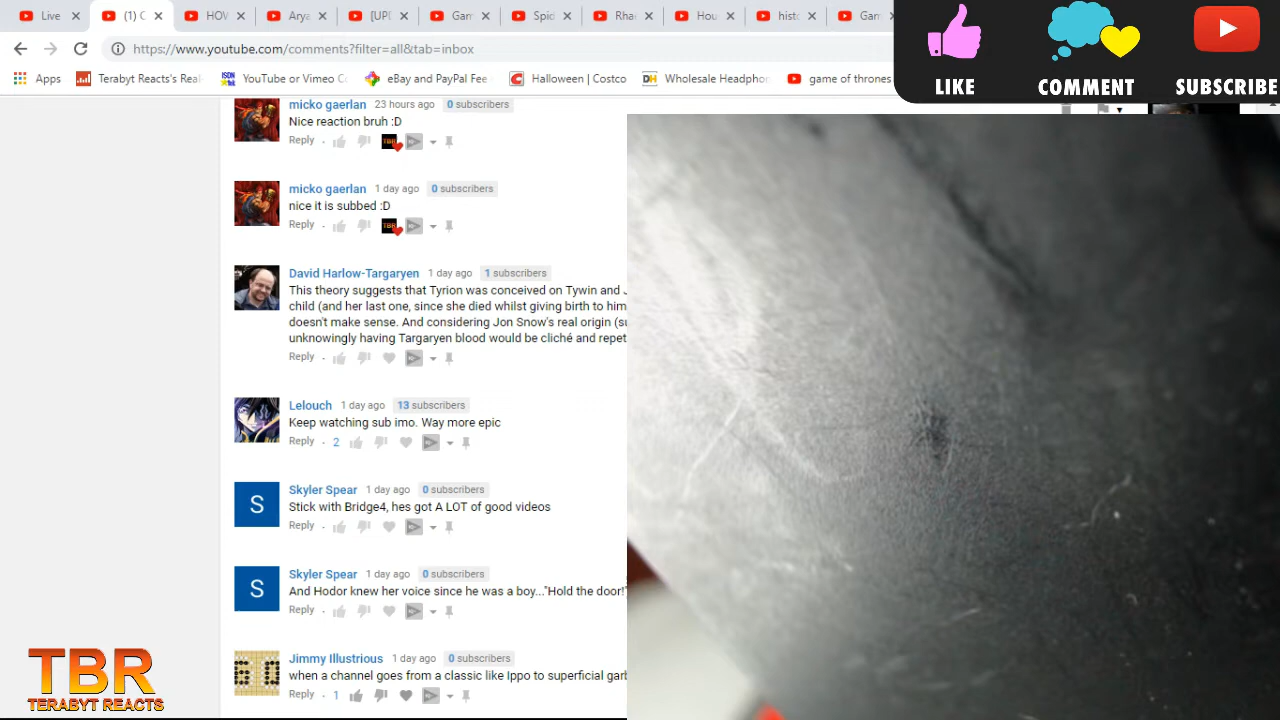 Live
(1) C
HOV
Arya
[UPD
Gam
Spid
Rhae
Hou
histo
Gam
https://www.youtube.com/comments?filter=all&tab=inbox
Apps
Terabyt Reacts's Real
YouTube or Vimeo C
eBay and PayPal Fee
Halloween | Costco
Wholesale Headphon
game of thrones
LIKE
COMMENT
SUBSCRIBE
micko gaerlan 23 hours ago 0 subscribers
Nice reaction bruh :D
Reply
micko gaerlan 1 day ago 0 subscribers
nice it is subbed :D
Reply
David Harlow-Targaryen 1 day ago 1 subscribers
This theory suggests that Tyrion was conceived on Tywin and J
child (and her last one, since she died whilst giving birth to him
doesn't make sense. And considering Jon Snow's real origin (su
unknowingly having Targaryen blood would be cliché and repet
Reply
Lelouch 1 day ago 13 subscribers
Keep watching sub imo. Way more epic
Reply 2
Skyler Spear 1 day ago 0 subscribers
Stick with Bridge4, hes got A LOT of good videos
Reply
Skyler Spear 1 day ago 0 subscribers
And Hodor knew her voice since he was a boy..."Hold the door!"
Reply
Jimmy Illustrious 1 day ago 0 subscribers
when a channel goes from a classic like Ippo to superficial garb
Reply 1
TBR
TERABYT REACTS